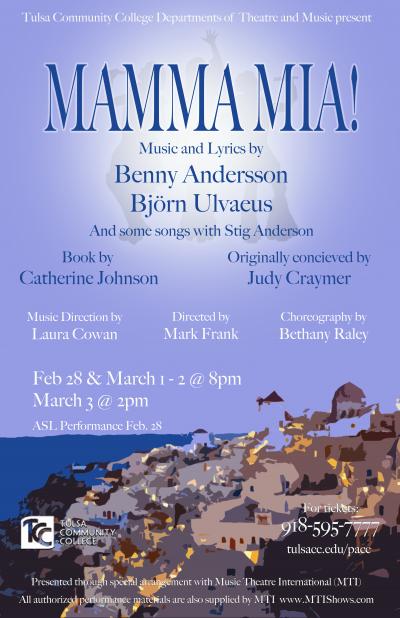 Tulsa Community College Departments of Theatre and Music present
MAMMA MIA!
Music and Lyrics by
Benny Andersson
Björn Ulvaeus
And some songs with Stig Anderson
Book by
Catherine Johnson
Originally concieved by
Judy Craymer
Music Direction by
Laura Cowan
Directed by
Mark Frank
Choreography by
Bethany Raley
Feb 28 & March 1 - 2 @ 8pm
March 3 @ 2pm
ASL Performance Feb. 28
TCC
TULSA
COMMUNITY
COLLEGE
For tickets:
918-595-7777
tulsacc.edu/pacc
Presented through special arrangement with Music Theatre International (MTI)
All authorized performance materials are also supplied by MTI www.MTIShows.com